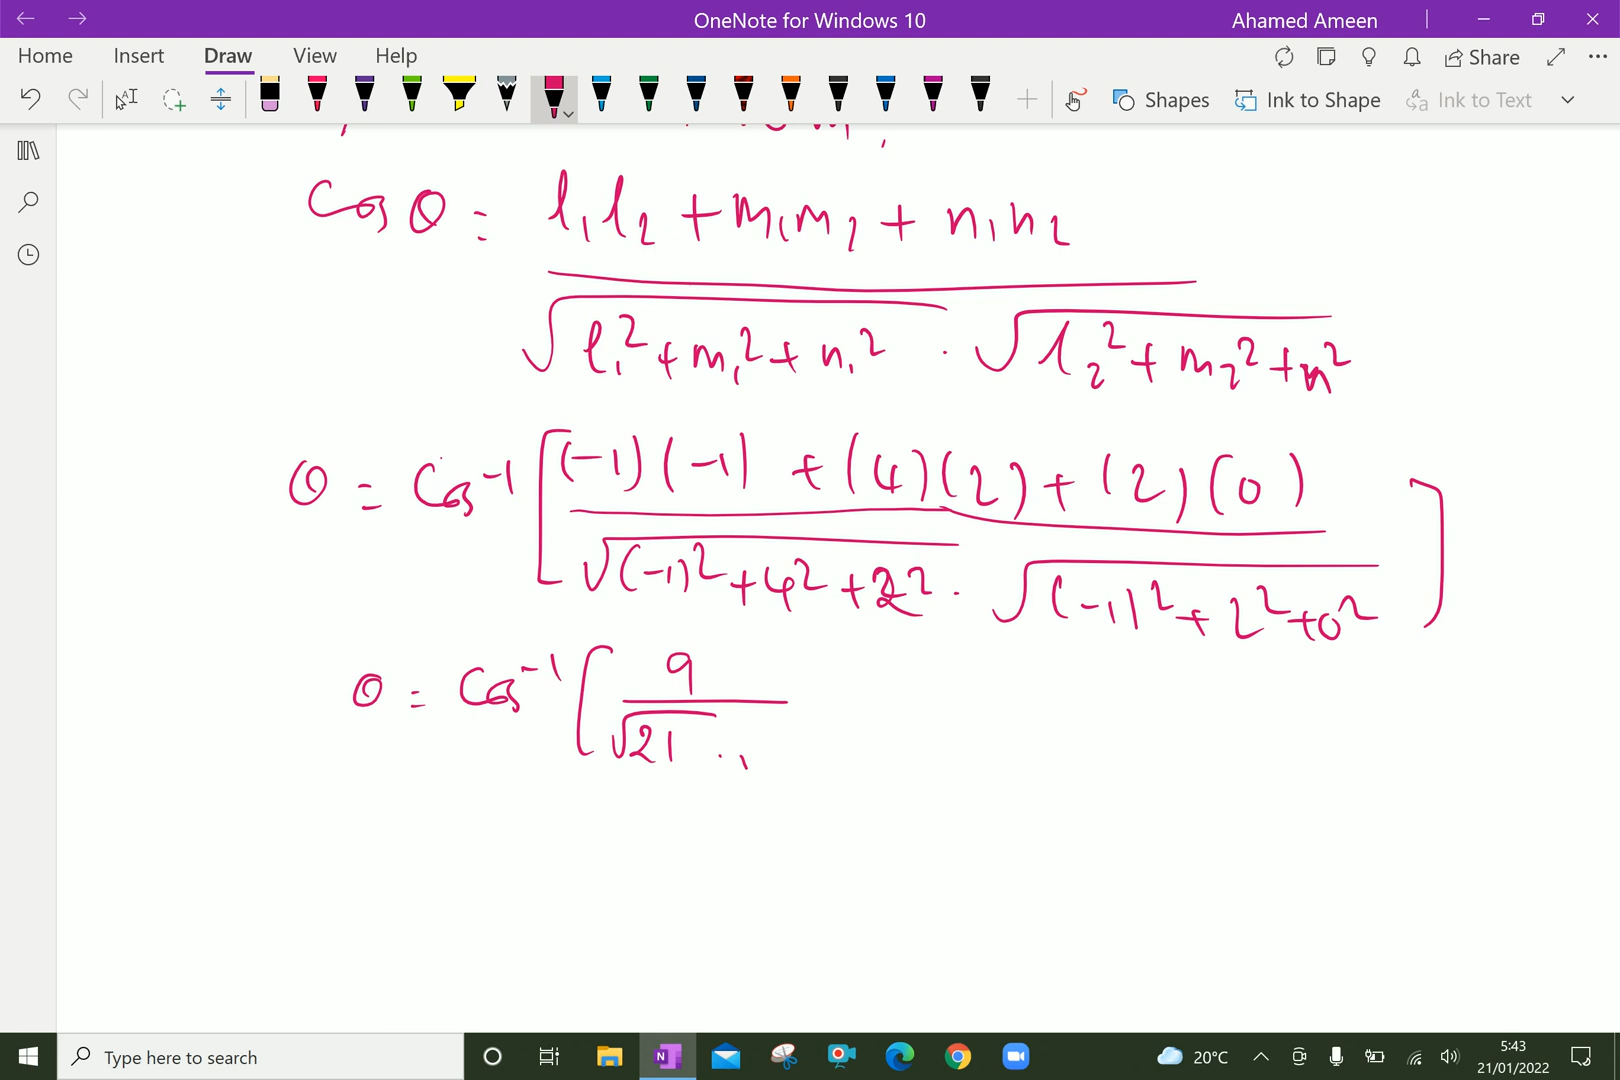 OneNote for Windows 10
Ahamed Ameen
Home Insert Draw View Help
Share
Shapes Ink to Shape Ink to Text
cos θ = l₁l₂ + m₁m₂ + n₁n₂
√l₁² + m₁² + n₁² . √l₂² + m₂² + n²
θ = Cos⁻¹ [(-1)(-1) + (4)(2) + (2)(0)
√(-1)² + 4² + 2² . √(-1)² + 2² + 0² ]
θ = Cos⁻¹ [ 9
√21 .
Type here to search
20°C
5:43
21/01/2022